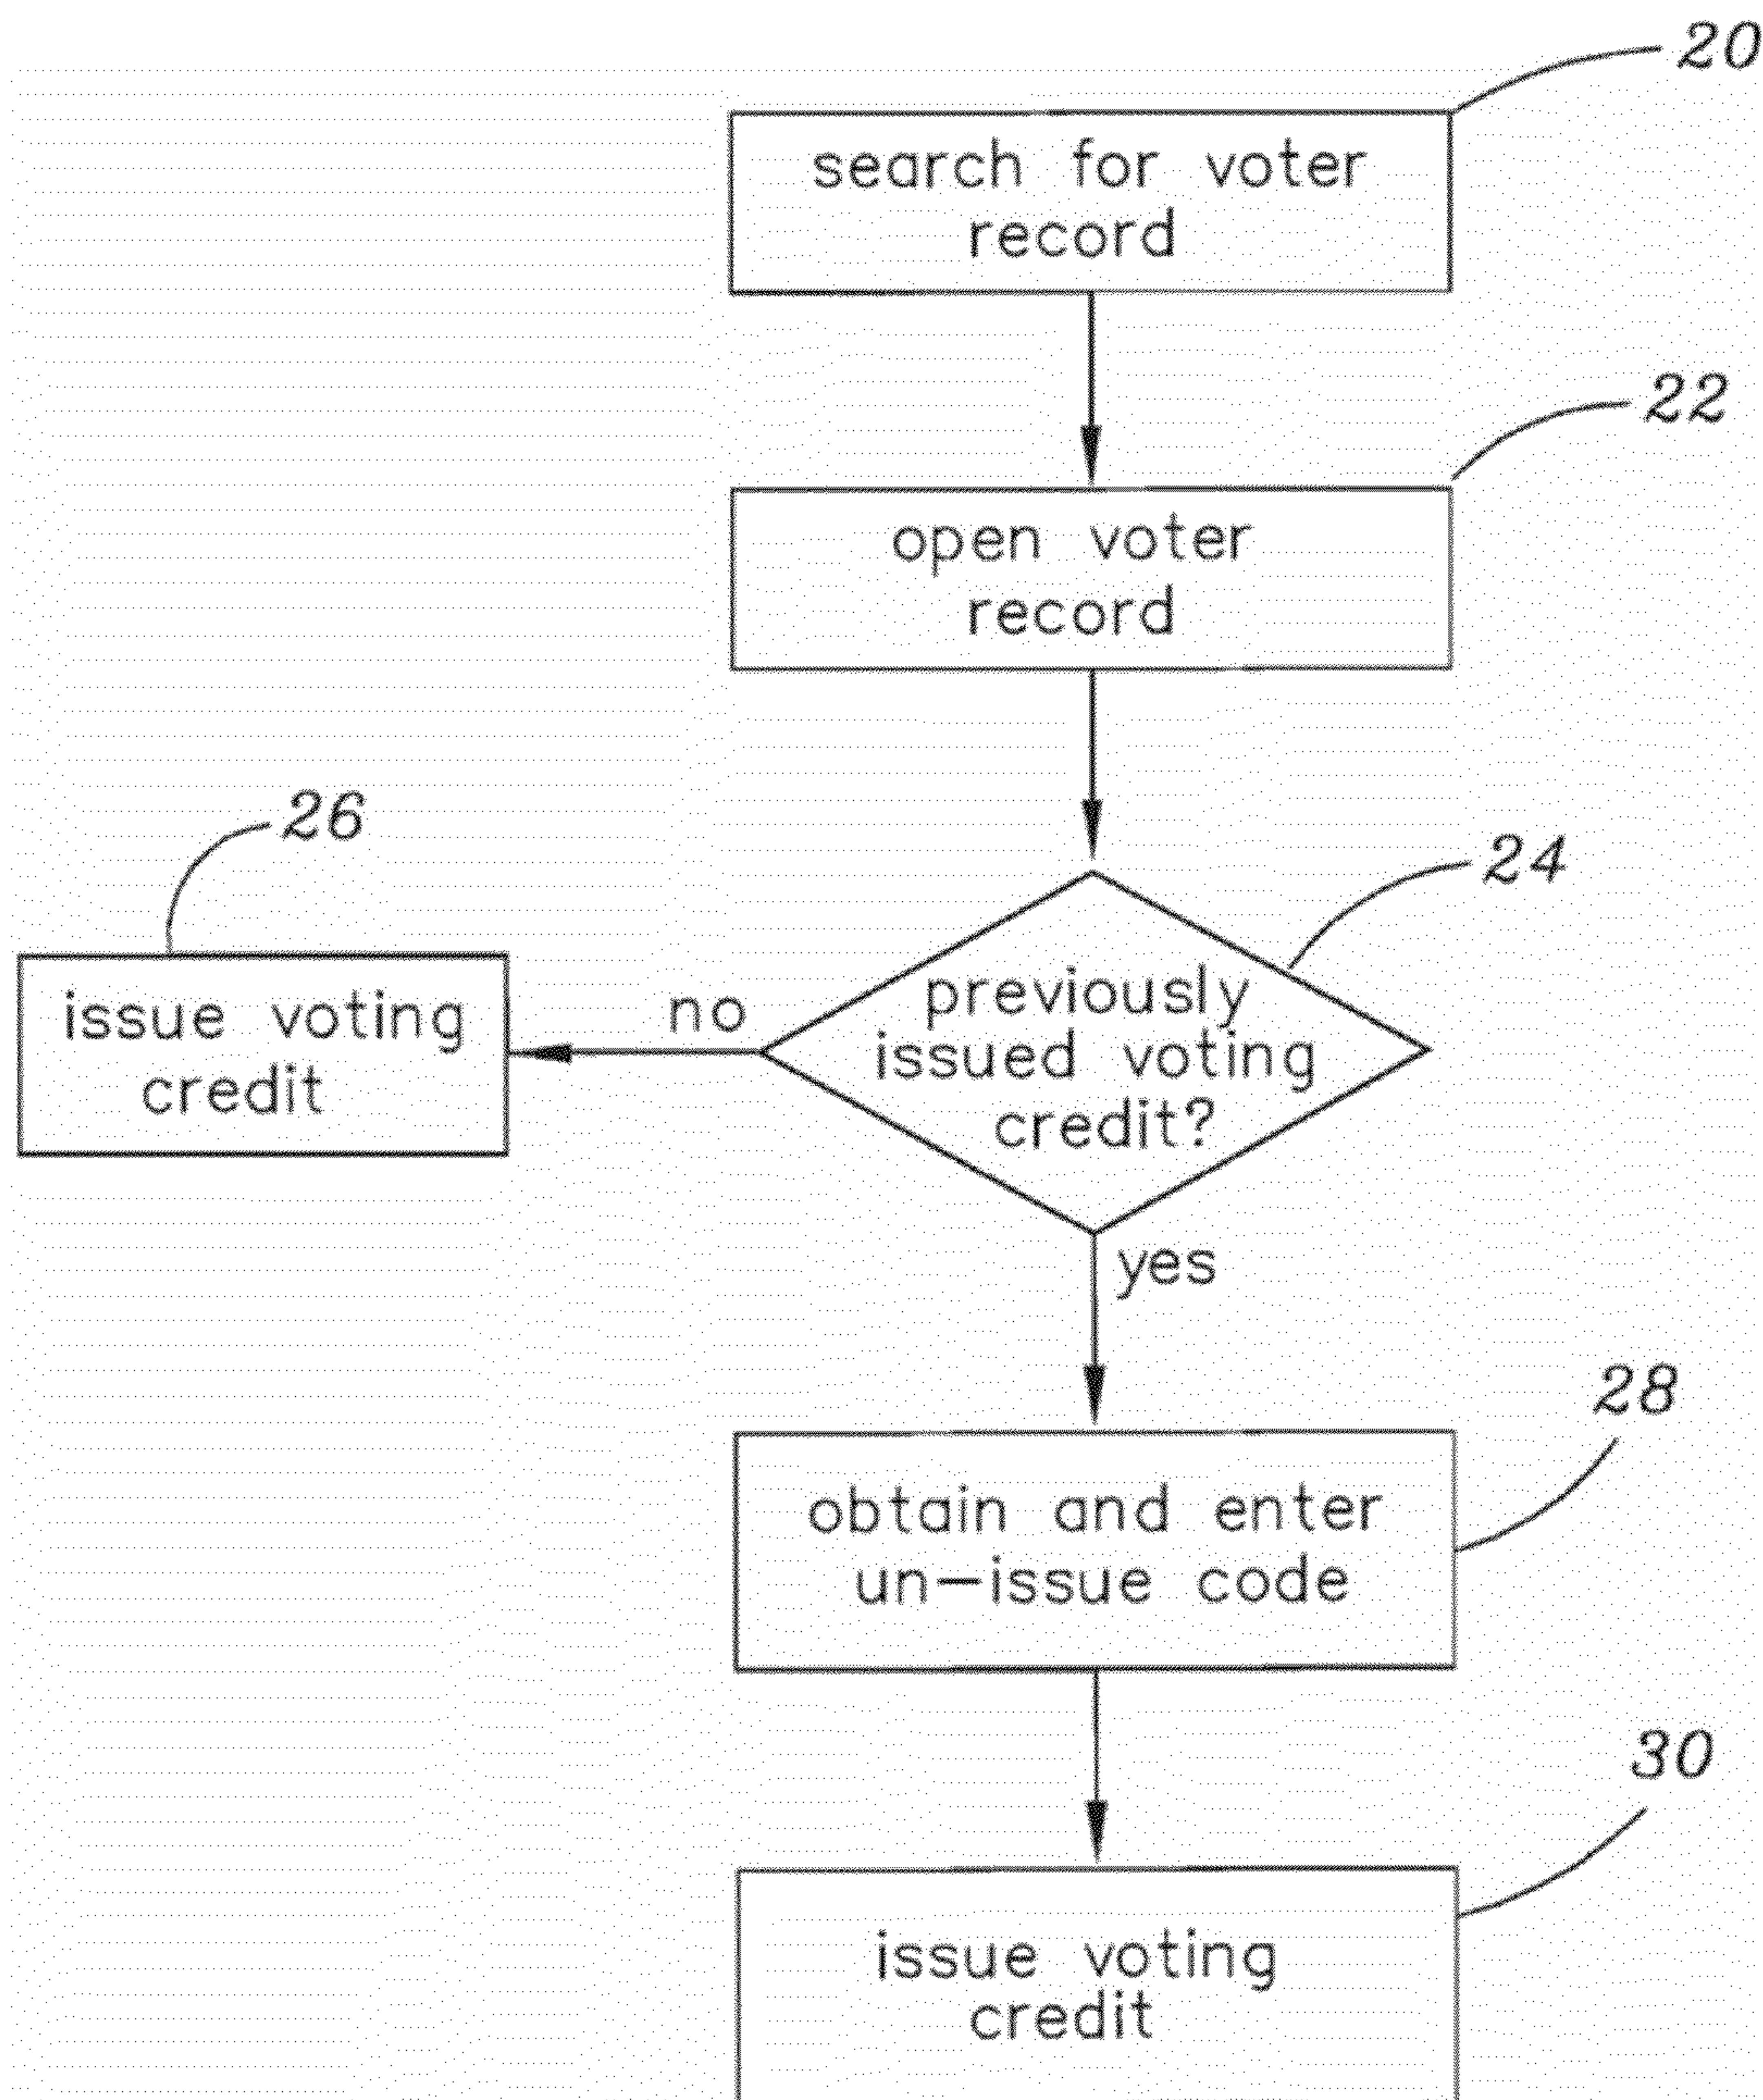 20
search for voter
record
22
open voter
record
26
24
previously
issued voting
credit?
no
issue voting
credit
yes
28
obtain and enter
un-issue code
30
issue voting
credit